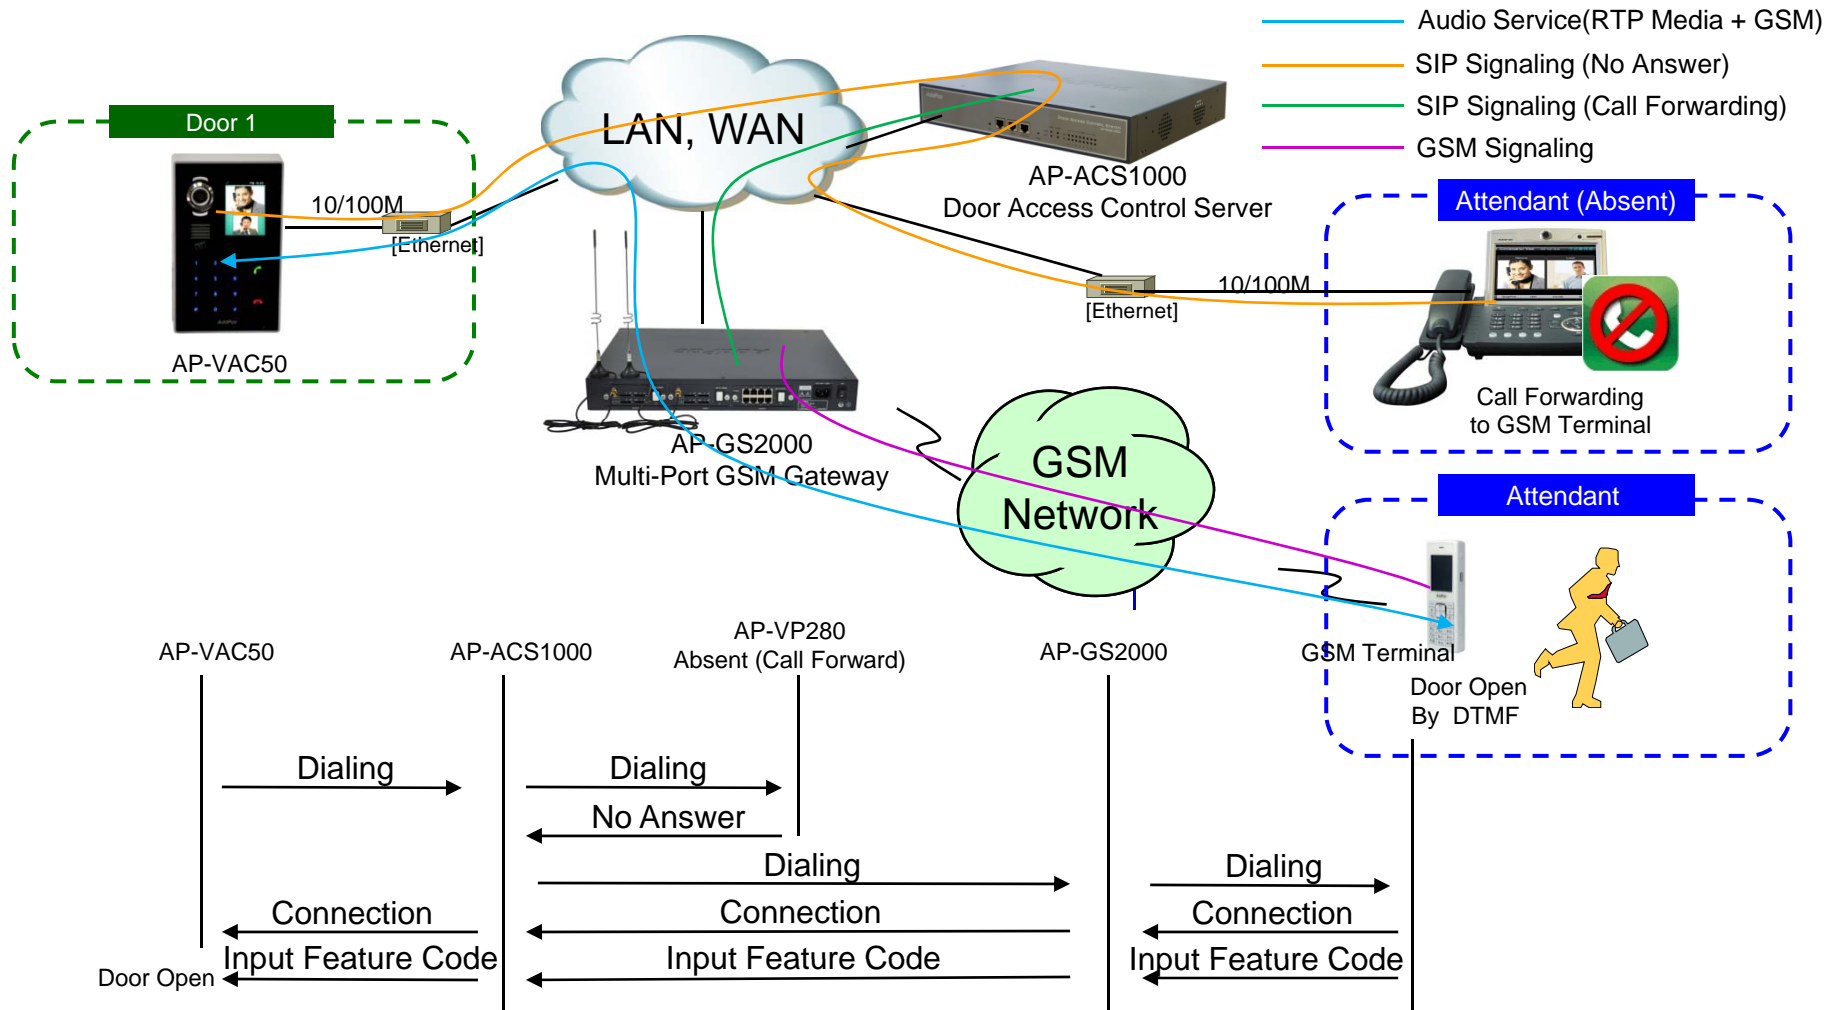 Audio Service(RTP Media + GSM)
SIP Signaling (No Answer)
SIP Signaling (Call Forwarding)
GSM Signaling
Door 1
LAN, WAN
10/100M
[Ethernet]
AP-VAC50
AP-ACS1000
Door Access Control Server
Attendant (Absent)
10/100M
[Ethernet]
Call Forwarding
to GSM Terminal
AP-GS2000
Multi-Port GSM Gateway
GSM
Network
Attendant
GSM Terminal
Door Open
By DTMF
AP-VAC50
AP-ACS1000
AP-VP280
Absent (Call Forward)
AP-GS2000
Dialing
Dialing
No Answer
Dialing
Dialing
Connection
Connection
Connection
Input Feature Code
Input Feature Code
Input Feature Code
Door Open